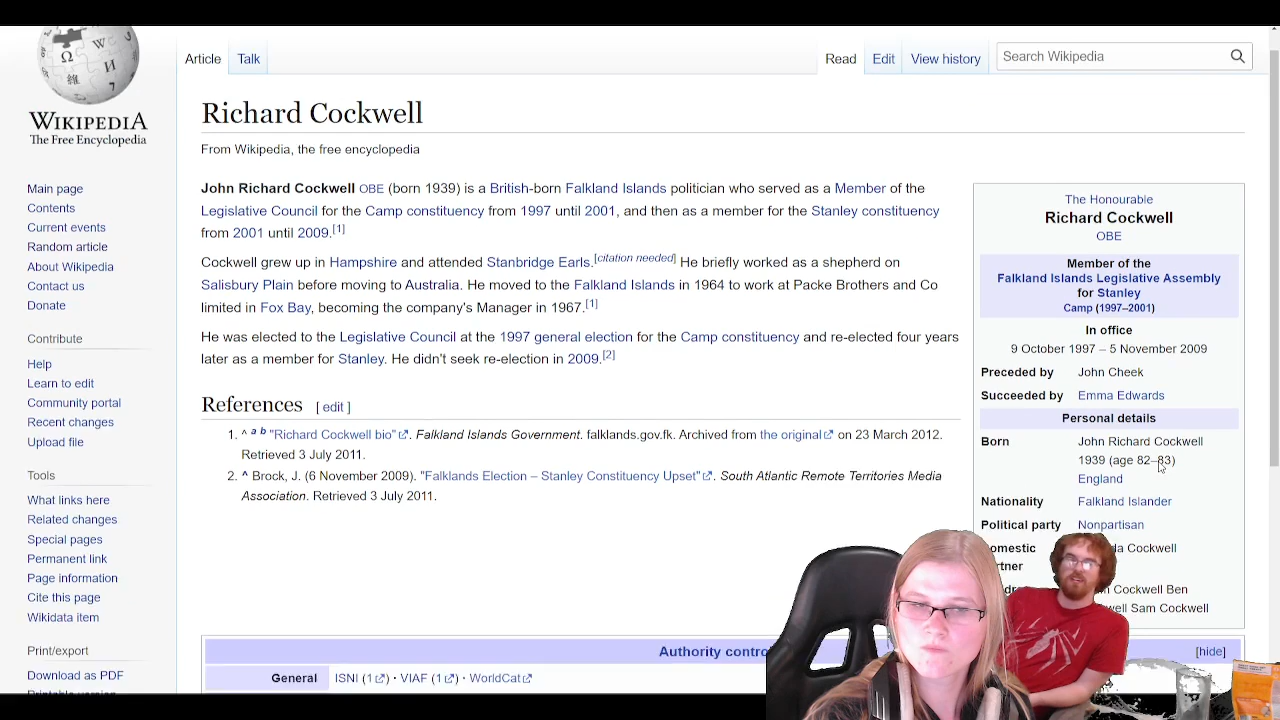 WIKIPEDIA
The Free Encyclopedia
Main page
Contents
Current events
Random article
About Wikipedia
Contact us
Donate
Contribute
Help
Learn to edit
Community portal
Recent changes
Upload file
Tools
What links here
Related changes
Special pages
Permanent link
Page information
Cite this page
Wikidata item
Print/export
Download as PDF
Article Talk Read Edit View history Search Wikipedia
Richard Cockwell
From Wikipedia, the free encyclopedia
John Richard Cockwell OBE (born 1939) is a British-born Falkland Islands politician who served as a Member of the
Legislative Council for the Camp constituency from 1997 until 2001, and then as a member for the Stanley constituency
from 2001 until 2009.[1]
Cockwell grew up in Hampshire and attended Stanbridge Earls.[citation needed] He briefly worked as a shepherd on
Salisbury Plain before moving to Australia. He moved to the Falkland Islands in 1964 to work at Packe Brothers and Co
limited in Fox Bay, becoming the company's Manager in 1967.[1]
He was elected to the Legislative Council at the 1997 general election for the Camp constituency and re-elected four years
later as a member for Stanley. He didn't seek re-election in 2009.[2]
References [ edit ]
1. ^ a b "Richard Cockwell bio". Falkland Islands Government. falklands.gov.fk. Archived from the original on 23 March 2012.
Retrieved 3 July 2011.
2. ^ Brock, J. (6 November 2009). "Falklands Election – Stanley Constituency Upset". South Atlantic Remote Territories Media
Association. Retrieved 3 July 2011.
The Honourable
Richard Cockwell
OBE
Member of the
Falkland Islands Legislative Assembly
for Stanley
Camp (1997–2001)
In office
9 October 1997 – 5 November 2009
Preceded by John Cheek
Succeeded by Emma Edwards
Personal details
Born John Richard Cockwell
1939 (age 82–83)
England
Nationality Falkland Islander
Political party Nonpartisan
Cockwell
Cockwell Ben
Sam Cockwell
Authority [hide]
General ISNI (1) • VIAF (1) • WorldCat